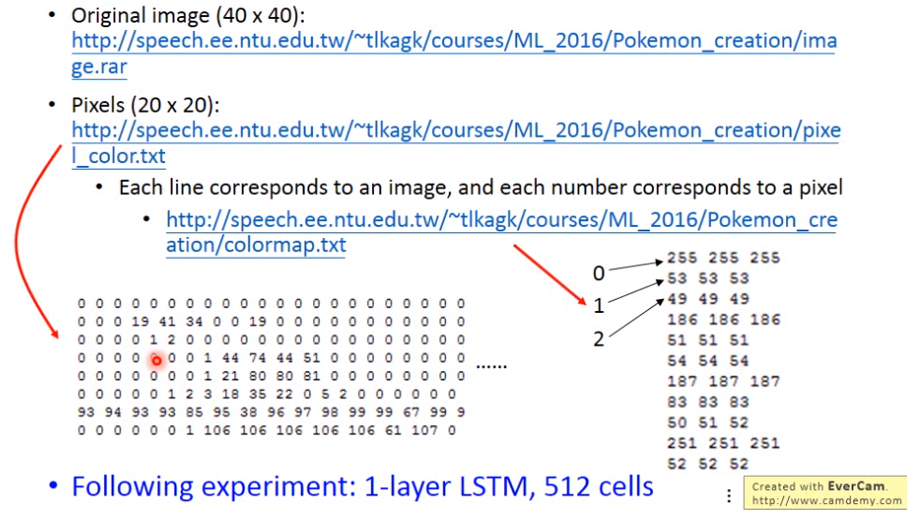 • Original image (40 x 40):
http://speech.ee.ntu.edu.tw/~tlkagk/courses/ML_2016/Pokemon_creation/ima
ge.rar
• Pixels (20 x 20):
http://speech.ee.ntu.edu.tw/~tlkagk/courses/ML_2016/Pokemon_creation/pixe
l_color.txt
• Each line corresponds to an image, and each number corresponds to a pixel
• http://speech.ee.ntu.edu.tw/~tlkagk/courses/ML_2016/Pokemon_cre
ation/colormap.txt
0 0 0 0 0 0 0 0 0 0 0 0 0 0 0 0 0 0 0 0 0 0
0 0 0 19 41 34 0 0 19 0 0 0 0 0 0 0 0 0 0 0
0 0 0 0 1 2 0 0 0 0 0 0 0 0 0 0 0 0 0 0 0 0
0 0 0 0 0 0 1 44 74 44 51 0 0 0 0 0 0 0 0
0 0 0 0 0 0 0 1 21 80 80 81 0 0 0 0 0 0 0 0
0 0 0 0 0 1 2 3 18 35 22 0 5 2 0 0 0 0 0 0
93 94 93 93 85 95 38 96 97 98 99 99 67 99 9
0 0 0 0 0 0 1 106 106 106 106 106 61 107 0
......
0
1
2
255 255 255
53 53 53
49 49 49
186 186 186
51 51 51
54 54 54
187 187 187
83 83 83
50 51 52
251 251 251
52 52 52
⋮
• Following experiment: 1-layer LSTM, 512 cells
Created with EverCam.
http://www.camdemy.com